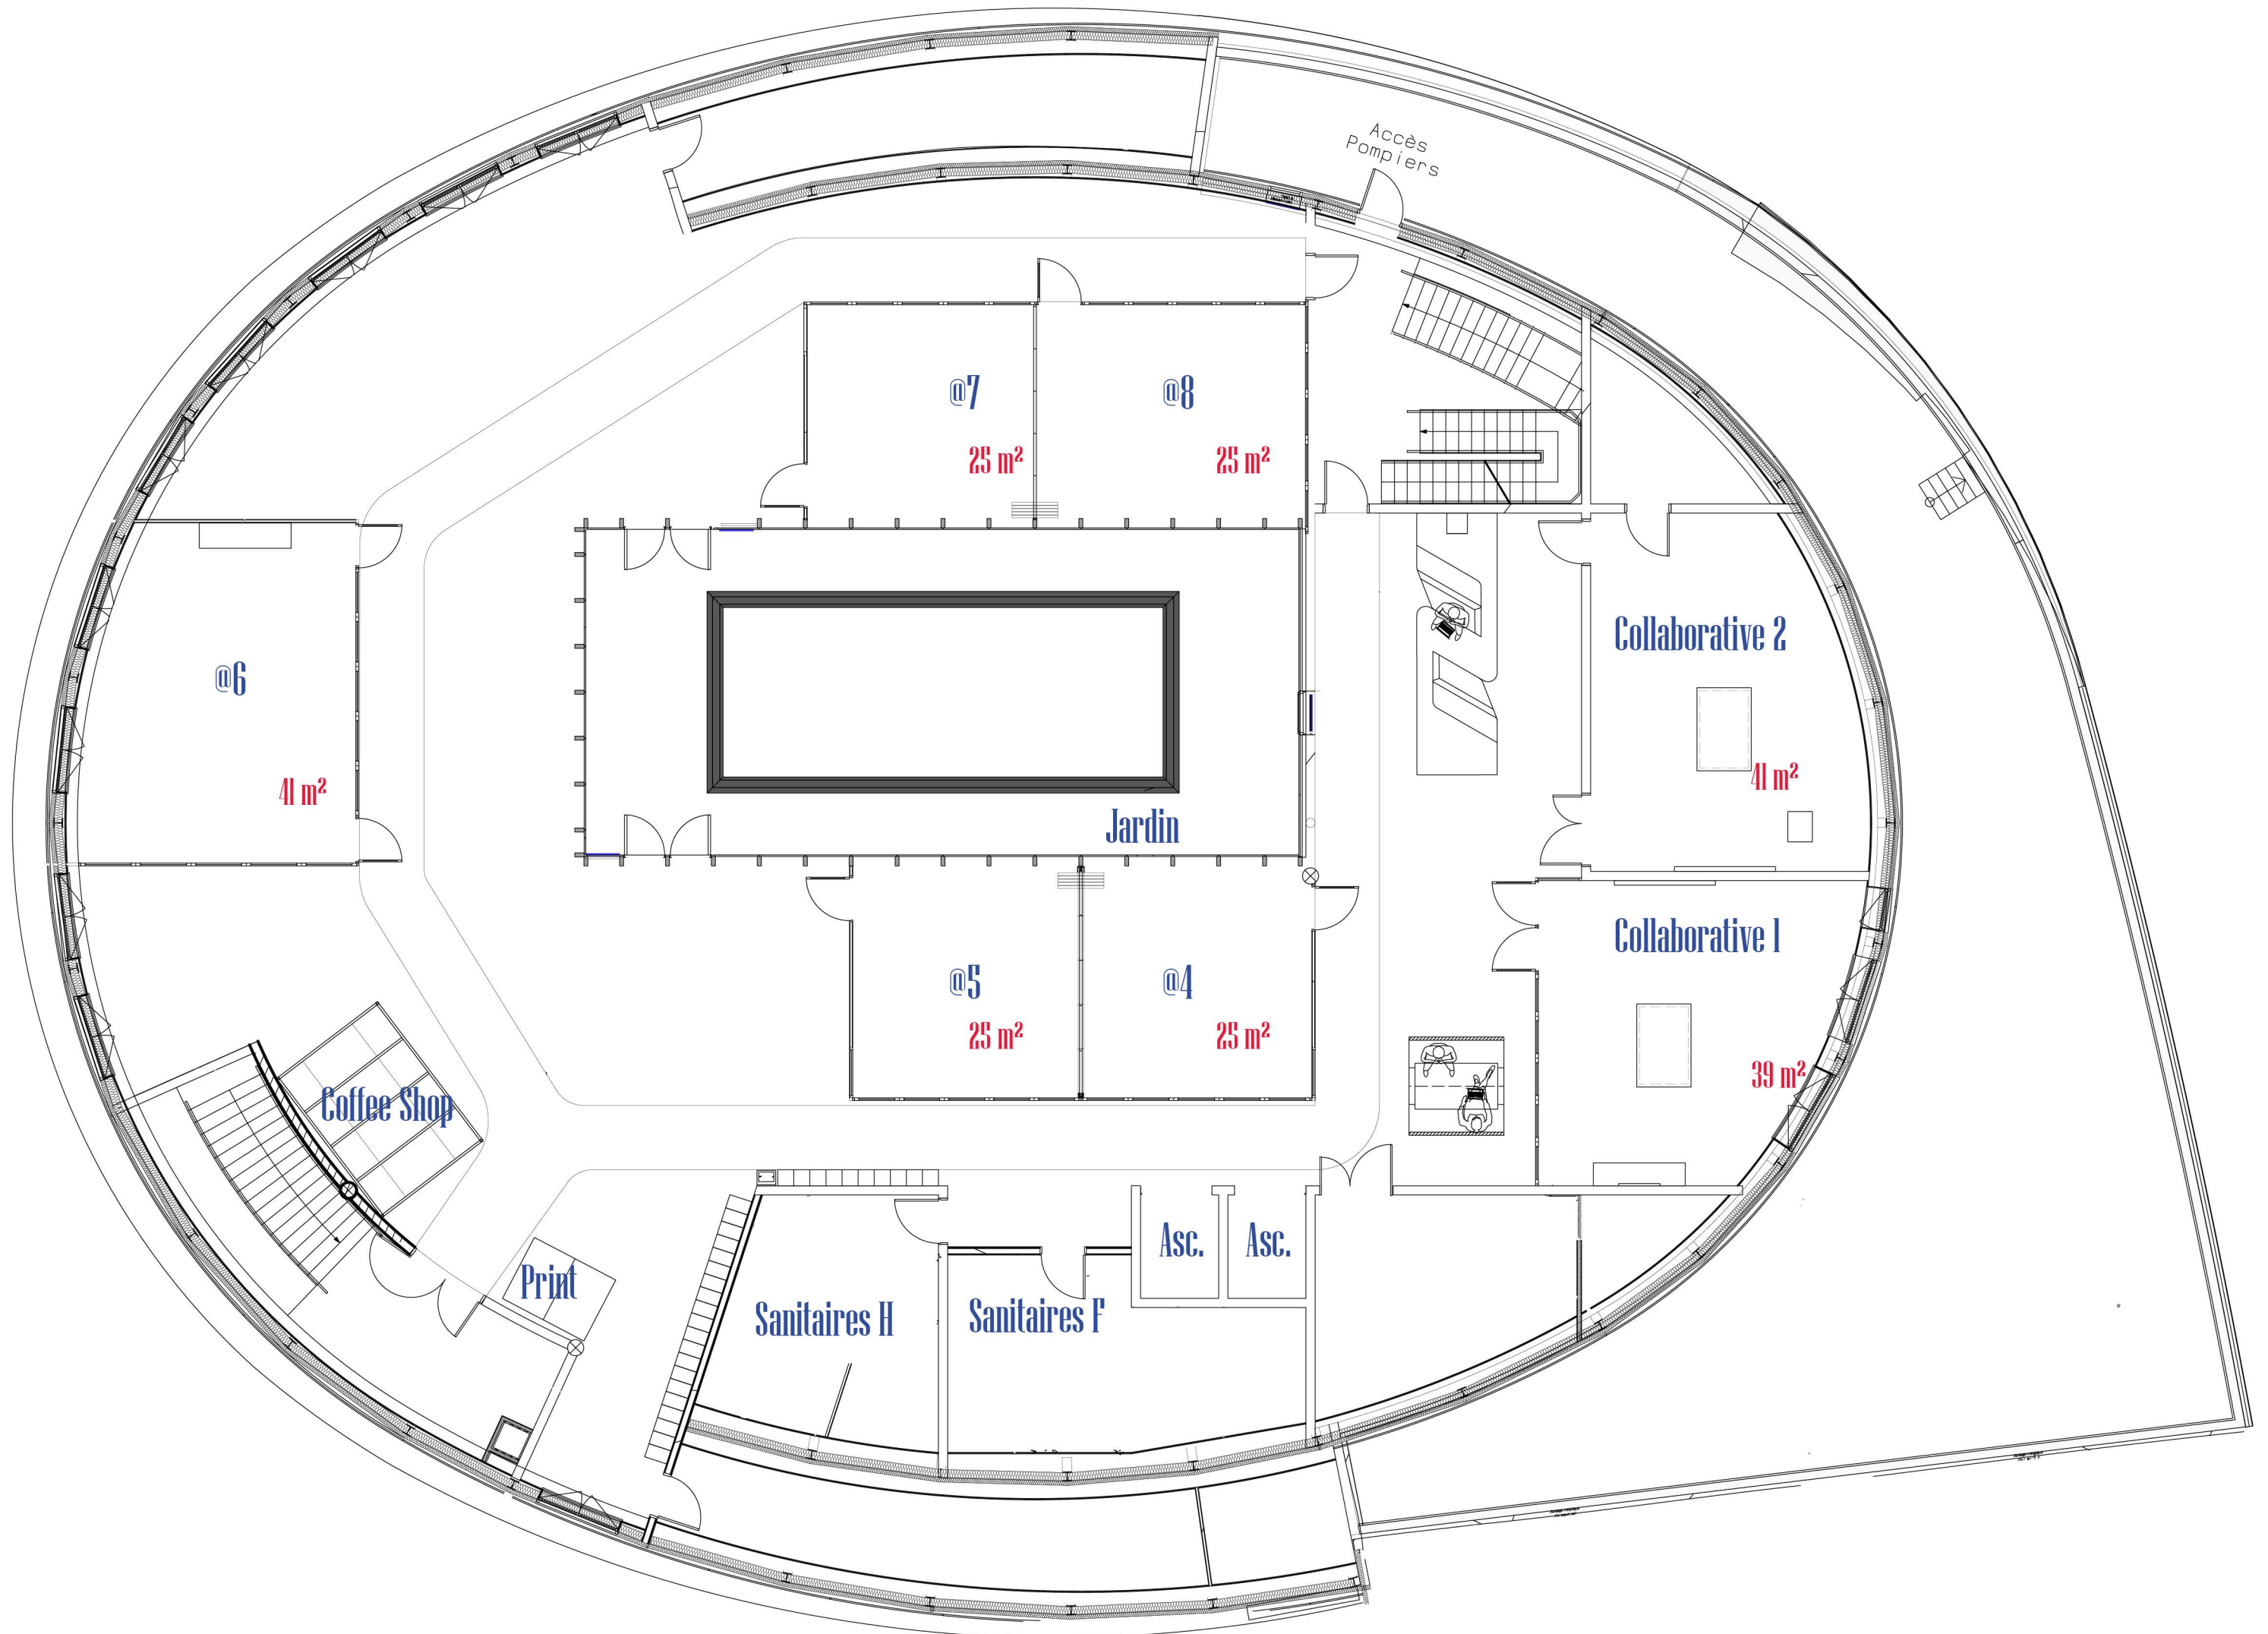 Accès
Pompiers
@7
25 m²
@8
25 m²
@6
41 m²
Collaborative 2
41 m²
Jardin
@5
25 m²
@4
25 m²
Collaborative 1
39 m²
Coffee Shop
Print
Sanitaires H
Sanitaires F
Asc.
Asc.